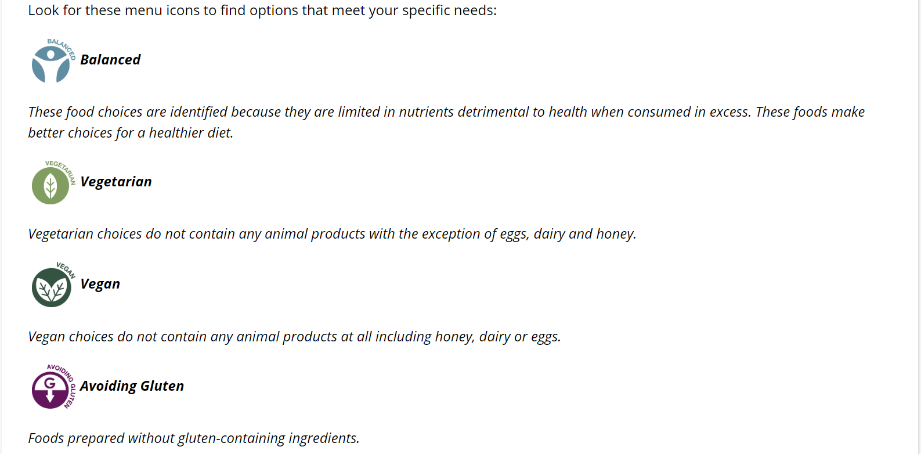 Look for these menu icons to find options that meet your specific needs:
BALANCED
Balanced
These food choices are identified because they are limited in nutrients detrimental to health when consumed in excess. These foods make
better choices for a healthier diet.
VEGETARIAN
Vegetarian
Vegetarian choices do not contain any animal products with the exception of eggs, dairy and honey.
VEGAN
Vegan
Vegan choices do not contain any animal products at all including honey, dairy or eggs.
AVOIDING GLUTEN
G
Avoiding Gluten
Foods prepared without gluten-containing ingredients.